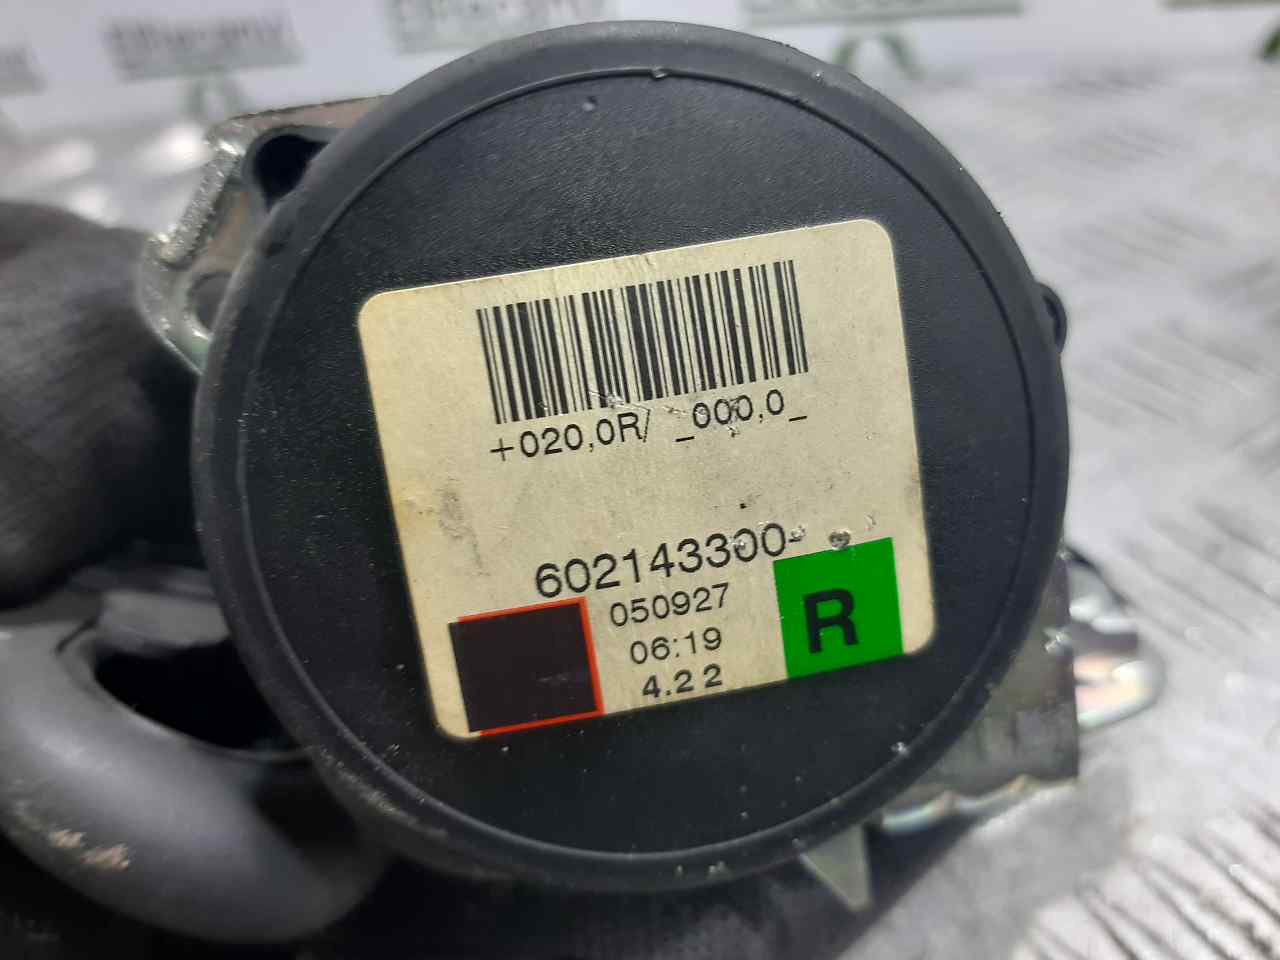 +020,0R/ _000,0_
602143300-
050927
06:19
4.2 2
R